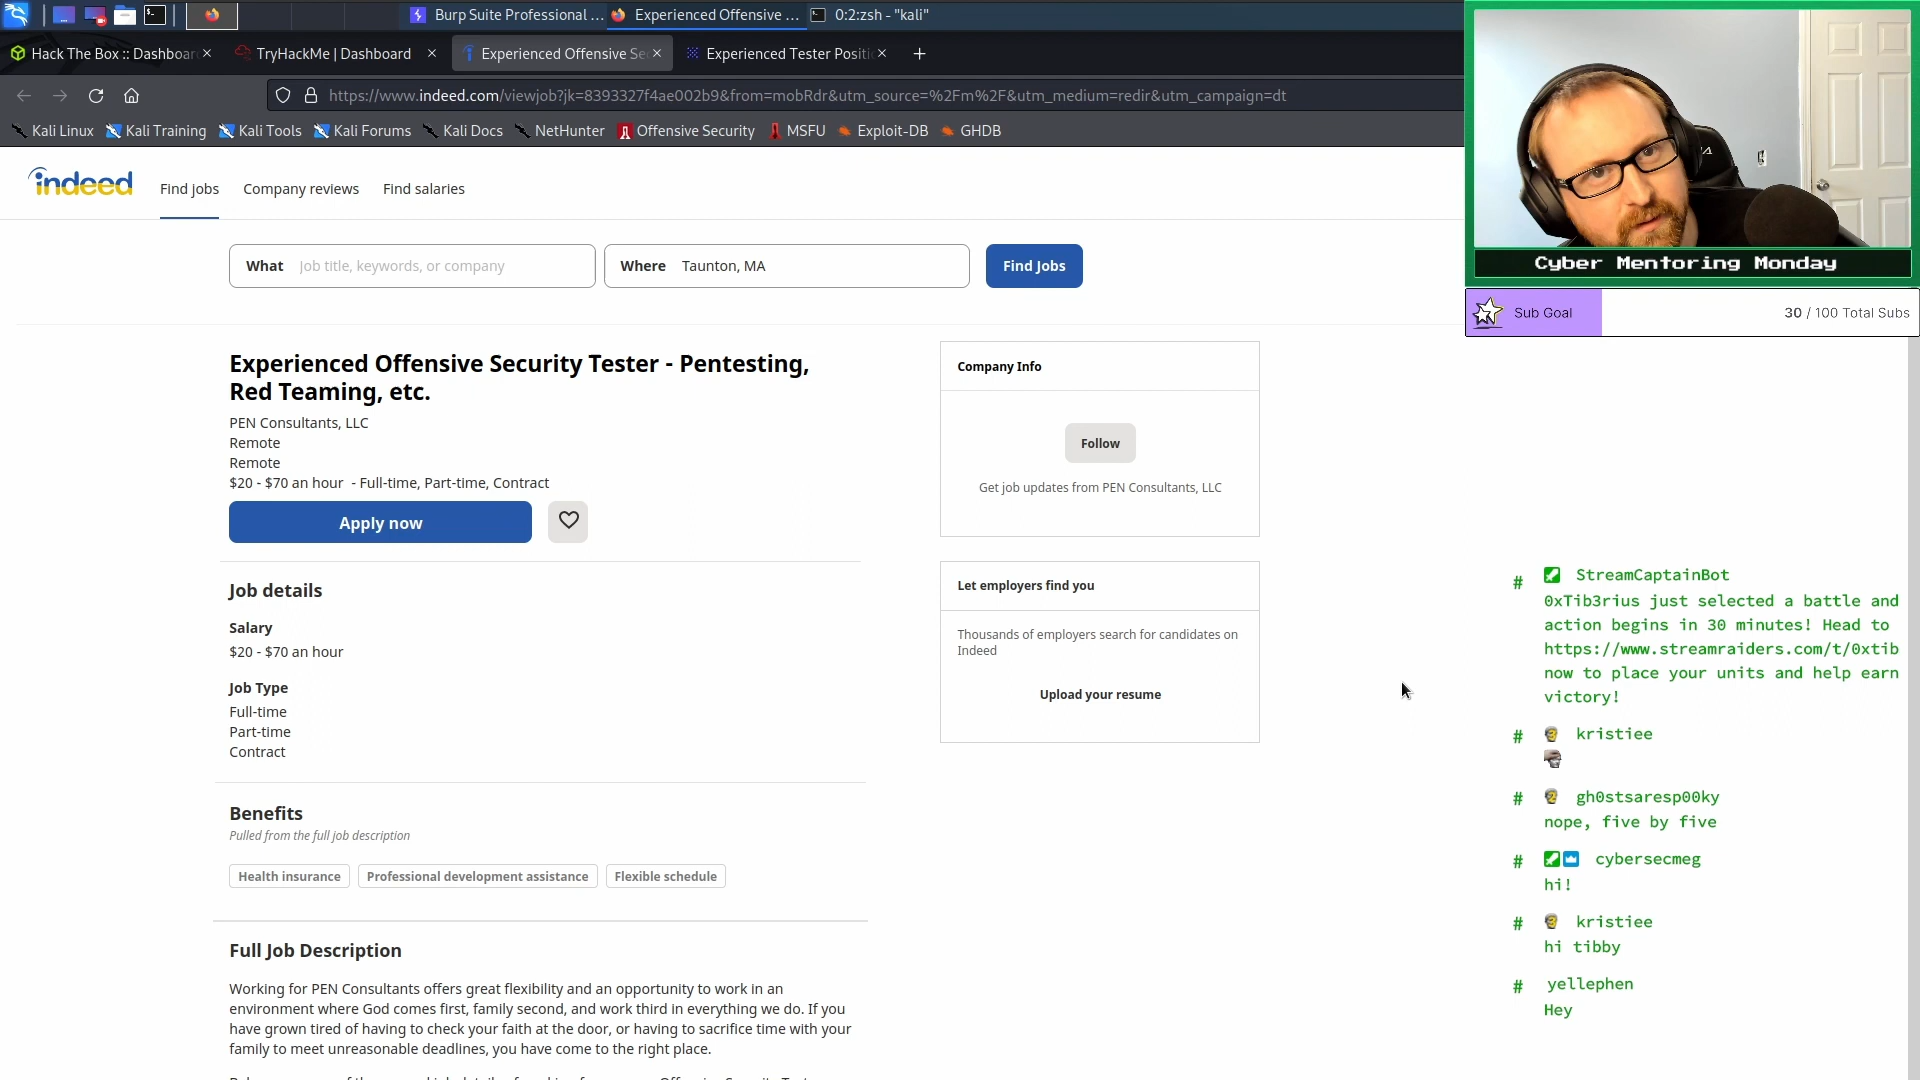 Burp Suite Professional ...
Experienced Offensive ...
0:2:zsh - "kali"
Hack The Box :: Dashboar
TryHackMe | Dashboard
Experienced Offensive Se
Experienced Tester Positi
https://www.indeed.com/viewjob?jk=8393327f4ae002b9&from=mobRdr&utm_source=%2Fm%2F&utm_medium=redir&utm_campaign=dt
Kali Linux
Kali Training
Kali Tools
Kali Forums
Kali Docs
NetHunter
Offensive Security
MSFU
Exploit-DB
GHDB
indeed
Find jobs
Company reviews
Find salaries
What
Job title, keywords, or company
Where
Taunton, MA
Find Jobs
Experienced Offensive Security Tester - Pentesting,
Red Teaming, etc.
PEN Consultants, LLC
Remote
Remote
$20 - $70 an hour - Full-time, Part-time, Contract
Apply now
Job details
Salary
$20 - $70 an hour
Job Type
Full-time
Part-time
Contract
Benefits
Pulled from the full job description
Health insurance
Professional development assistance
Flexible schedule
Full Job Description
Working for PEN Consultants offers great flexibility and an opportunity to work in an
environment where God comes first, family second, and work third in everything we do. If you
have grown tired of having to check your faith at the door, or having to sacrifice time with your
family to meet unreasonable deadlines, you have come to the right place.
Company Info
Follow
Get job updates from PEN Consultants, LLC
Let employers find you
Thousands of employers search for candidates on
Indeed
Upload your resume
Cyber Mentoring Monday
Sub Goal
30 / 100 Total Subs
# StreamCaptainBot
0xTib3rius just selected a battle and
action begins in 30 minutes! Head to
https://www.streamraiders.com/t/0xtib
now to place your units and help earn
victory!
# kristiee
# gh0stsaresp00ky
nope, five by five
# cybersecmeg
hi!
# kristiee
hi tibby
# yellephen
Hey